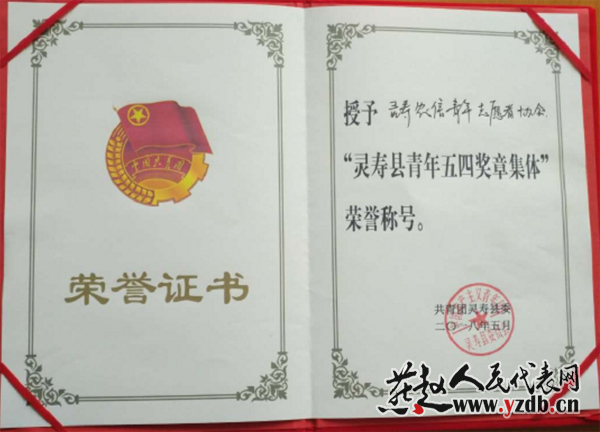 中国共青团
荣誉证书
授予 灵寿农信青年志愿者协会
“灵寿县青年五四奖章集体”
荣誉称号。
共青团灵寿县委
二〇一八年五月
燕赵人民代表网
www.yzdb.cn